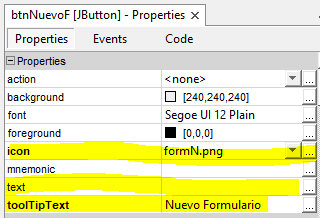 btnNuevoF [JButton] - Properties
Properties Events Code
Properties
action <none> ...
background [240,240,240] ...
font Segoe UI 12 Plain ...
foreground [0,0,0] ...
icon formN.png ...
mnemonic ...
text ...
toolTipText Nuevo Formulario ...